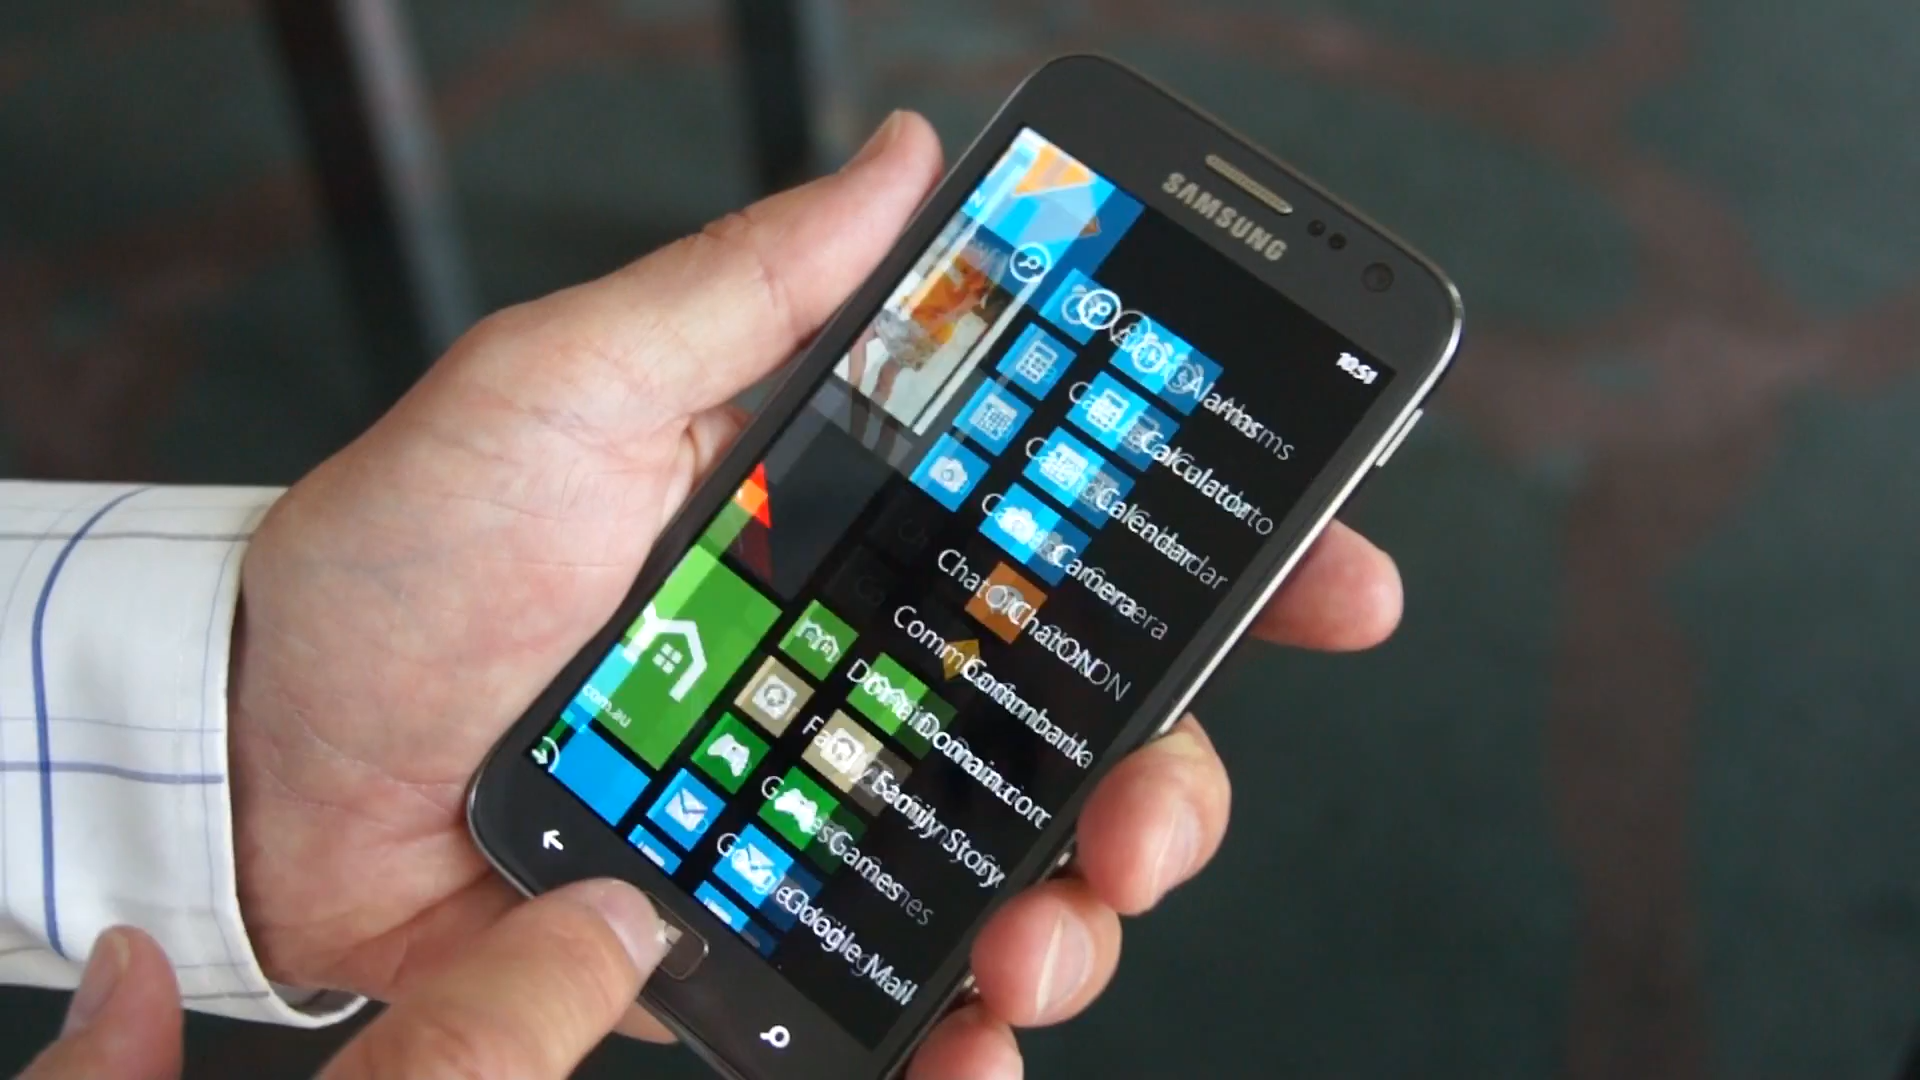 SAMSUNG
10:51
Alarms
Calculator
Calendar
Camera
ChatON
Commbank
Domain.com
Family Story
Games
Google Mail
com.au